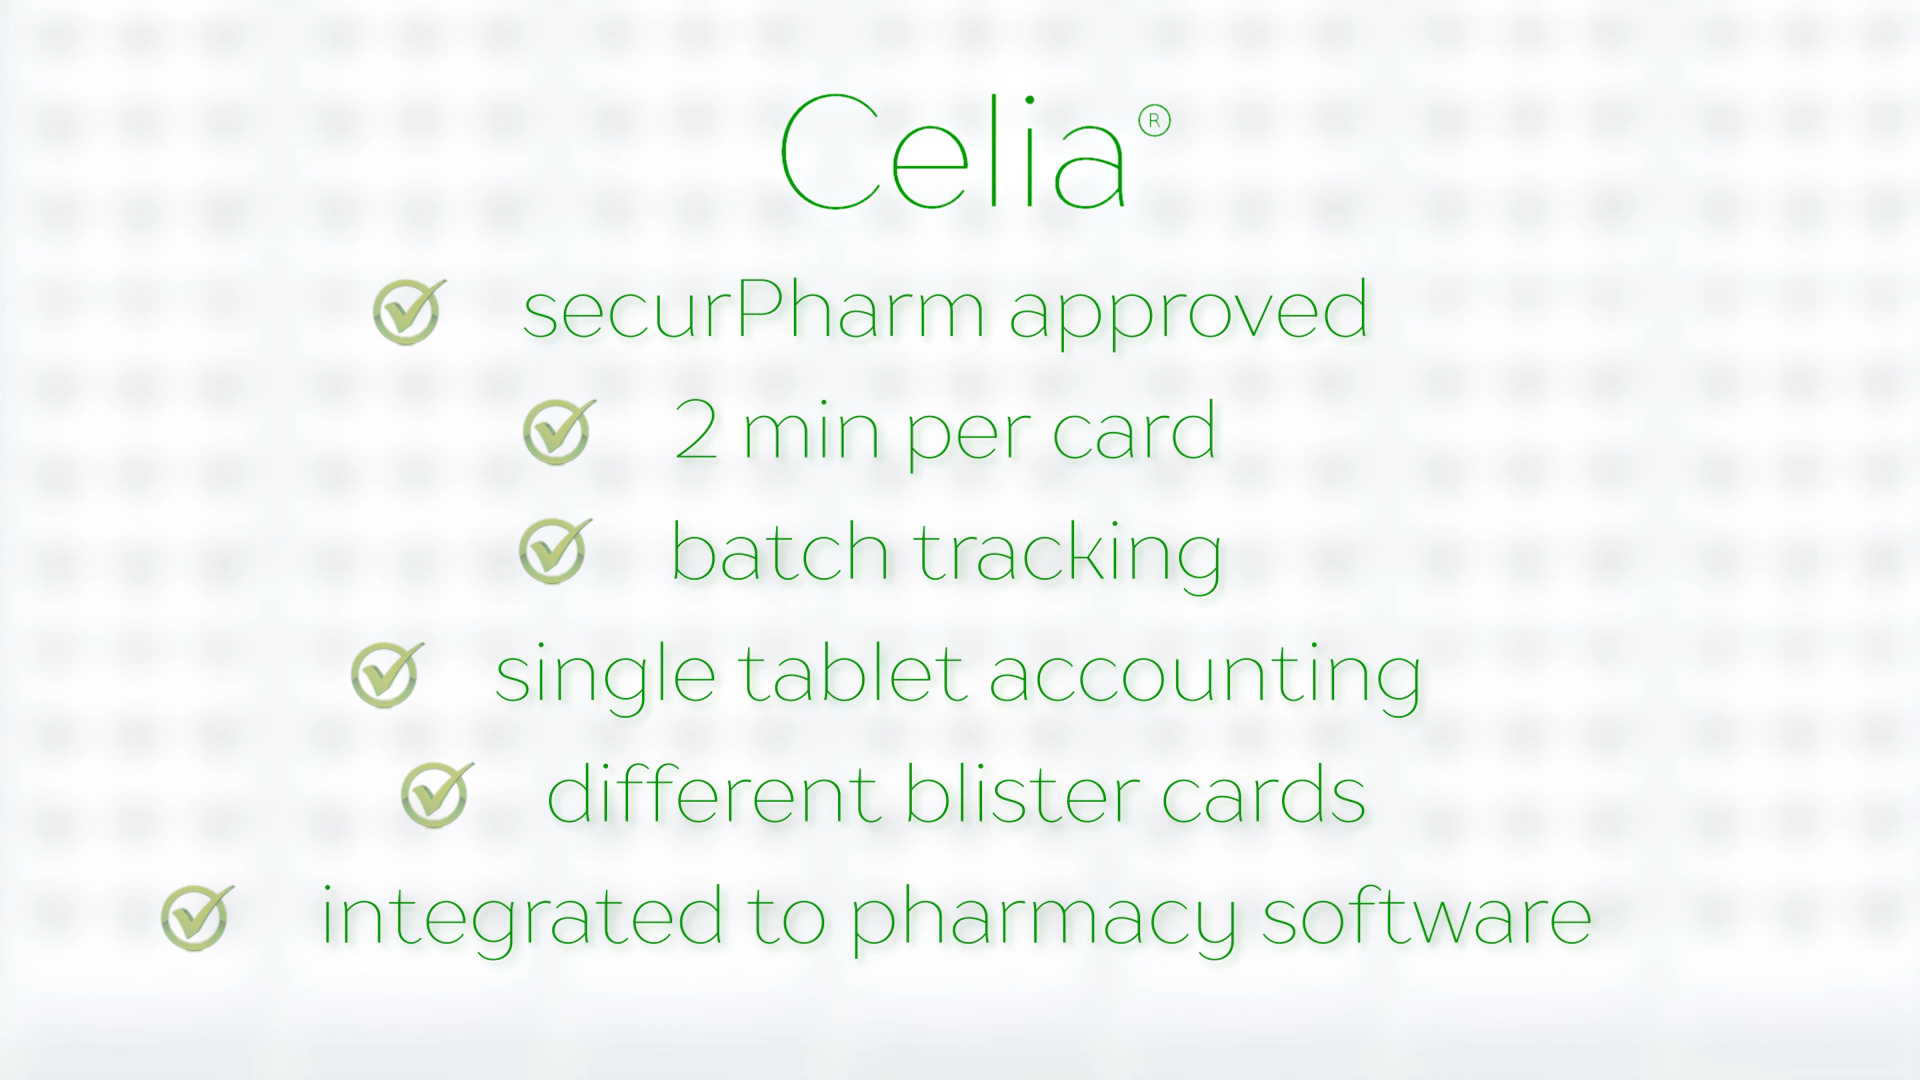 Celia®
securPharm approved
2 min per card
batch tracking
single tablet accounting
different blister cards
integrated to pharmacy software